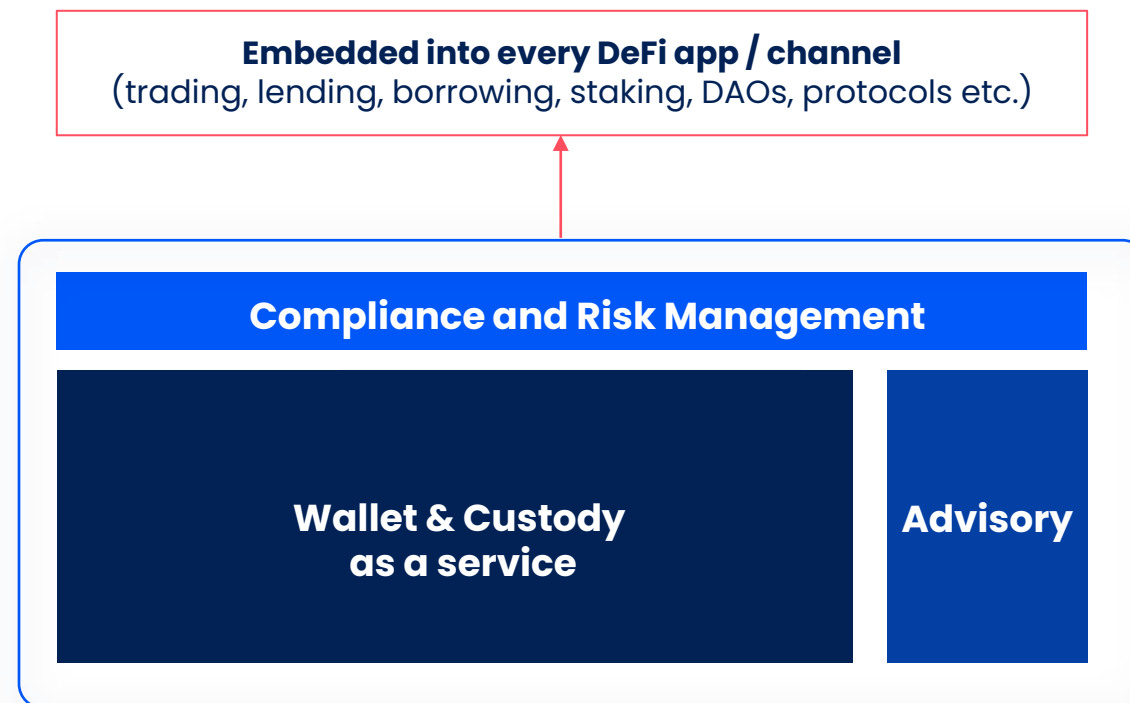 Embedded into every DeFi app / channel
(trading, lending, borrowing, staking, DAOs, protocols etc.)
Compliance and Risk Management
Wallet & Custody
as a service
Advisory